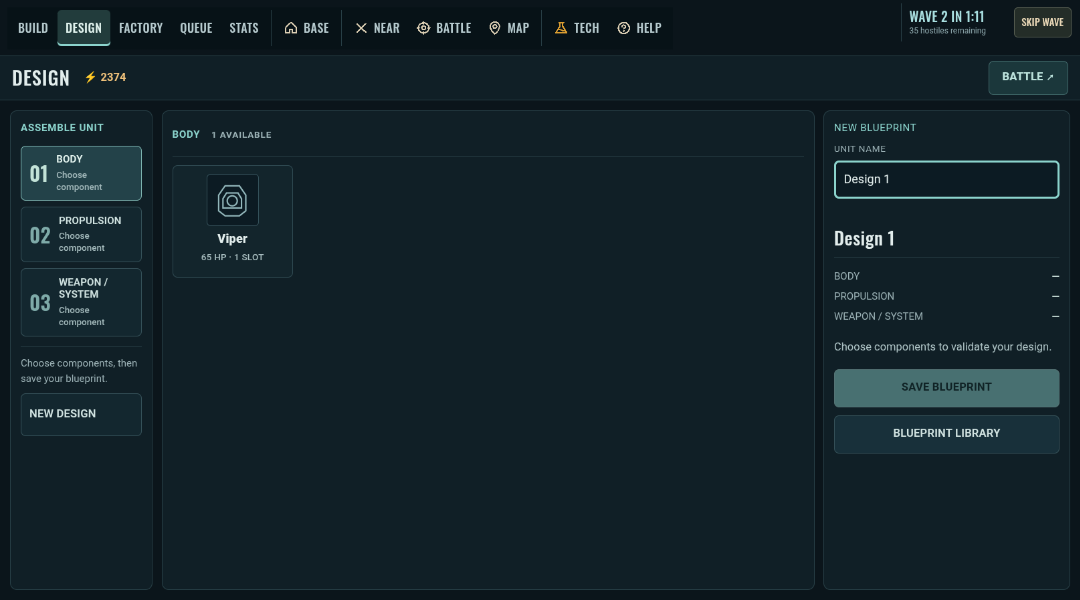 BUILD DESIGN FACTORY QUEUE STATS BASE NEAR BATTLE MAP TECH HELP
WAVE 2 IN 1:11
35 hostiles remaining
SKIP WAVE
DESIGN ⚡ 2374
BATTLE ↗
ASSEMBLE UNIT
01 BODY
Choose
component
02 PROPULSION
Choose
component
03 WEAPON /
SYSTEM
Choose
component
Choose components, then
save your blueprint.
NEW DESIGN
BODY 1 AVAILABLE
Viper
65 HP · 1 SLOT
NEW BLUEPRINT
UNIT NAME
Design 1
Design 1
BODY –
PROPULSION –
WEAPON / SYSTEM –
Choose components to validate your design.
SAVE BLUEPRINT
BLUEPRINT LIBRARY